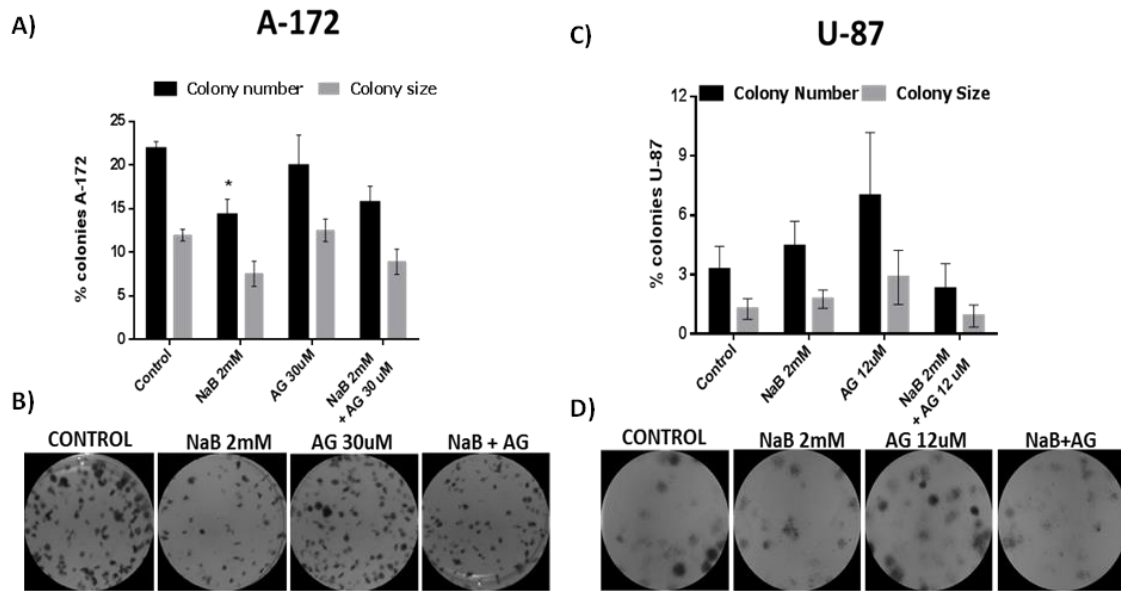 A)
A-172
Colony number
Colony size
% colonies A-172
25
20
15
10
5
0
*
Control
NaB 2mM
AG 30uM
NaB 2mM
+ AG 30 uM
B)
CONTROL
NaB 2mM
AG 30uM
NaB + AG
C)
U-87
Colony Number
Colony Size
% colonies U-87
12
9
6
3
0
Control
NaB 2mM
AG 12uM
NaB 2mM
+ AG 12 uM
D)
CONTROL
NaB 2mM
AG 12uM
NaB+AG